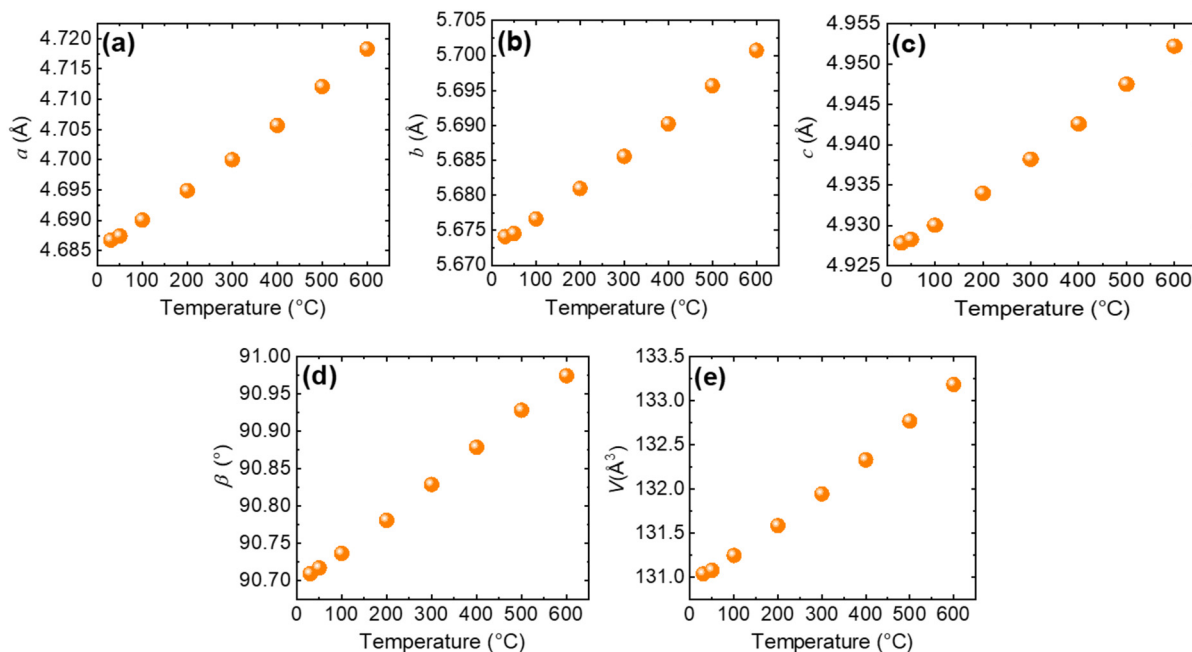 (a)
4.720
4.715
4.710
4.705
4.700
4.695
4.690
4.685
a (Å)
0 100 200 300 400 500 600
Temperature (°C)
(b)
5.705
5.700
5.695
5.690
5.685
5.680
5.675
5.670
b (Å)
0 100 200 300 400 500 600
Temperature (°C)
(c)
4.955
4.950
4.945
4.940
4.935
4.930
4.925
c (Å)
0 100 200 300 400 500 600
Temperature (°C)
(d)
91.00
90.95
90.90
90.85
90.80
90.75
90.70
β (°)
0 100 200 300 400 500 600
Temperature (°C)
(e)
133.5
133.0
132.5
132.0
131.5
131.0
V(Å³)
0 100 200 300 400 500 600
Temperature (°C)